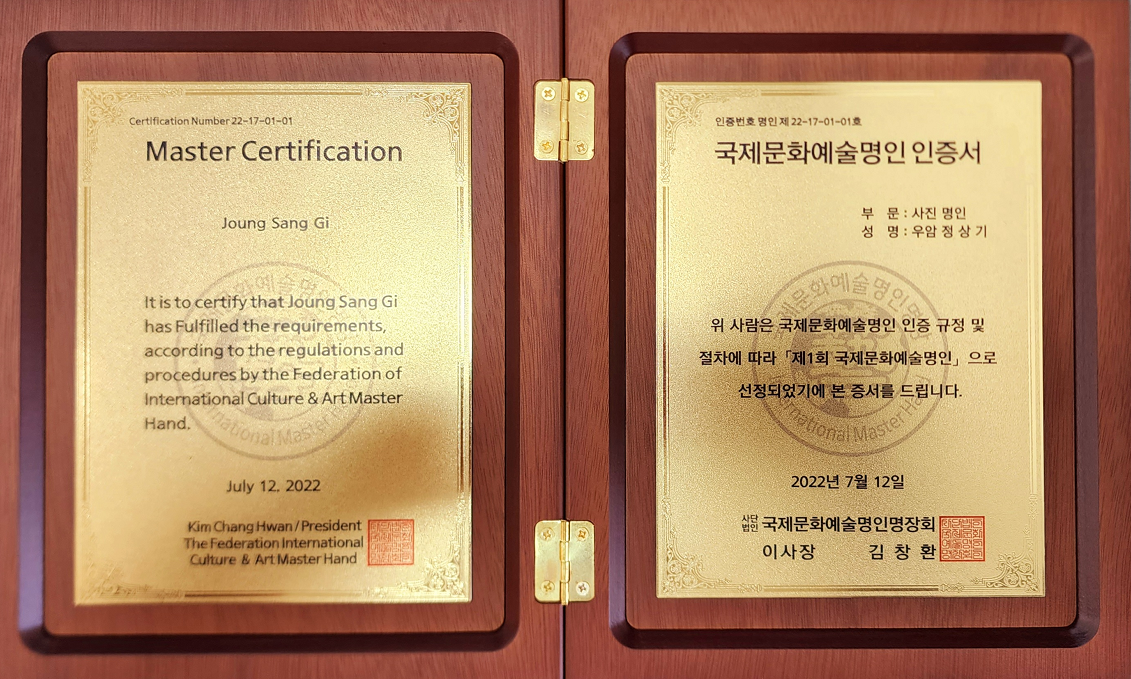 Certification Number 22-17-01-01
Master Certification
Joung Sang Gi
It is to certify that Joung Sang Gi
has Fulfilled the requirements,
according to the regulations and
procedures by the Federation of
International Culture & Art Master
Hand.
July 12, 2022
Kim Chang Hwan / President
The Federation International
Culture & Art Master Hand
인증번호 명인 제 22-17-01-01호
국제문화예술명인 인증서
부 문 : 사진 명인
성 명 : 우암 정 상 기
위 사람은 국제문화예술명인 인증 규정 및
절차에 따라 「제1회 국제문화예술명인」으로
선정되었기에 본 증서를 드립니다.
2022년 7월 12일
사단법인 국제문화예술명인명장회
이사장 김 창 환